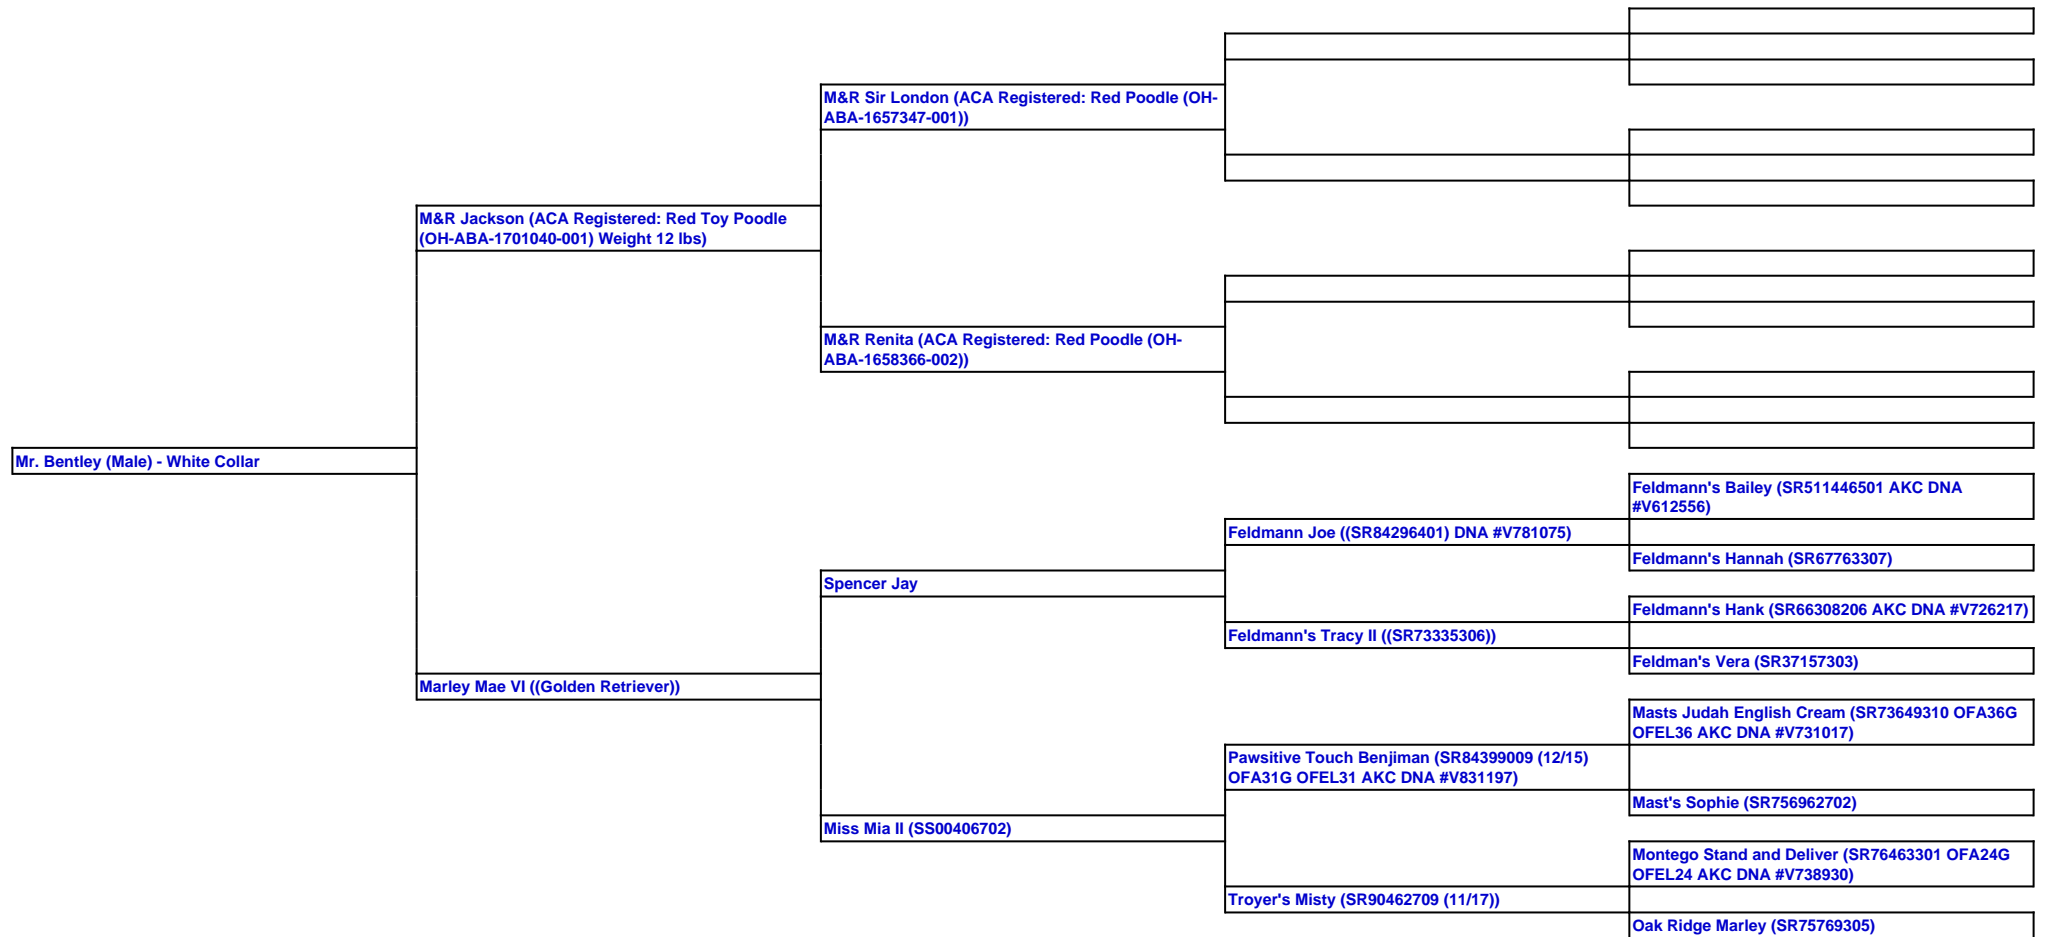 M&R Sir London (ACA Registered: Red Poodle (OH-
ABA-1657347-001))
M&R Jackson (ACA Registered: Red Toy Poodle
(OH-ABA-1701040-001) Weight 12 lbs)
M&R Renita (ACA Registered: Red Poodle (OH-
ABA-1658366-002))
Mr. Bentley (Male) - White Collar
Feldmann's Bailey (SR511446501 AKC DNA
#V612556)
Feldmann Joe ((SR84296401) DNA #V781075)
Feldmann's Hannah (SR67763307)
Spencer Jay
Feldmann's Hank (SR66308206 AKC DNA #V726217)
Feldmann's Tracy II ((SR73335306))
Feldman's Vera (SR37157303)
Marley Mae VI ((Golden Retriever))
Masts Judah English Cream (SR73649310 OFA36G
OFEL36 AKC DNA #V731017)
Pawsitive Touch Benjiman (SR84399009 (12/15)
OFA31G OFEL31 AKC DNA #V831197)
Mast's Sophie (SR756962702)
Miss Mia II (SS00406702)
Montego Stand and Deliver (SR76463301 OFA24G
OFEL24 AKC DNA #V738930)
Troyer's Misty (SR90462709 (11/17))
Oak Ridge Marley (SR75769305)